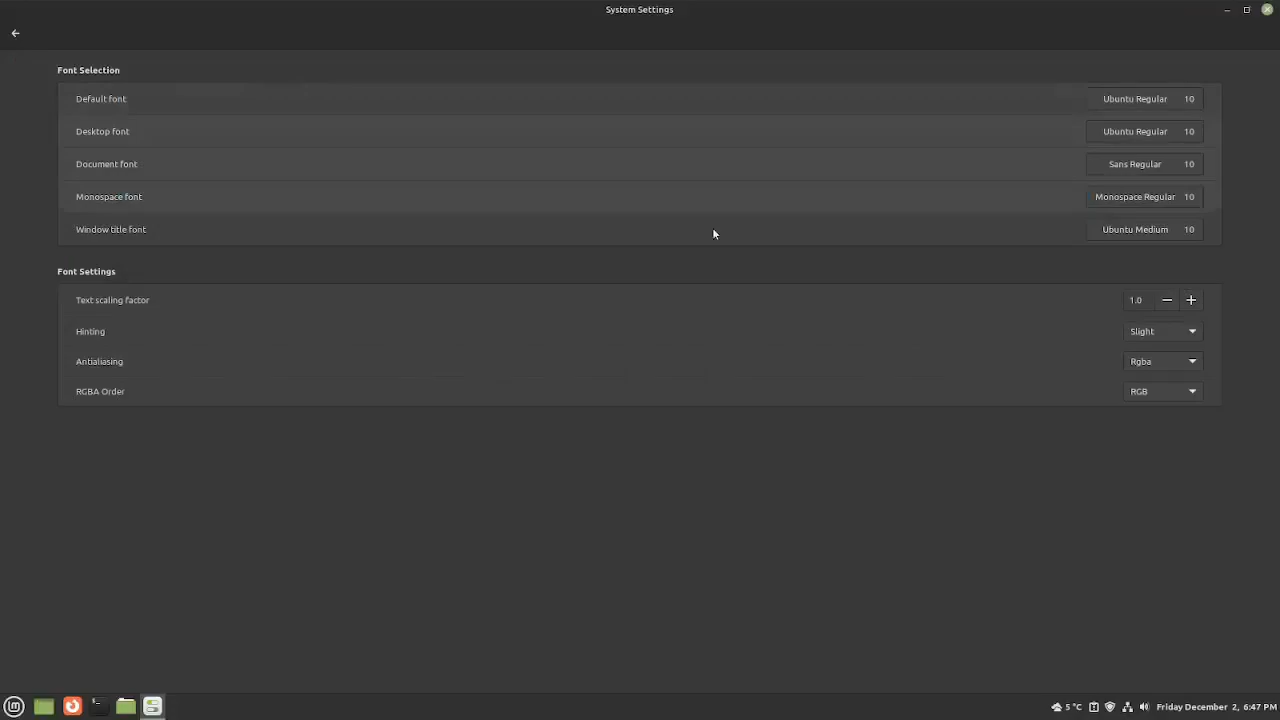 System Settings
Font Selection
Default font Ubuntu Regular 10
Desktop font Ubuntu Regular 10
Document font Sans Regular 10
Monospace font Monospace Regular 10
Window title font Ubuntu Medium 10
Font Settings
Text scaling factor 1.0
Hinting Slight
Antialiasing Rgba
RGBA Order RGB
5 °C Friday December 2, 6:47 PM